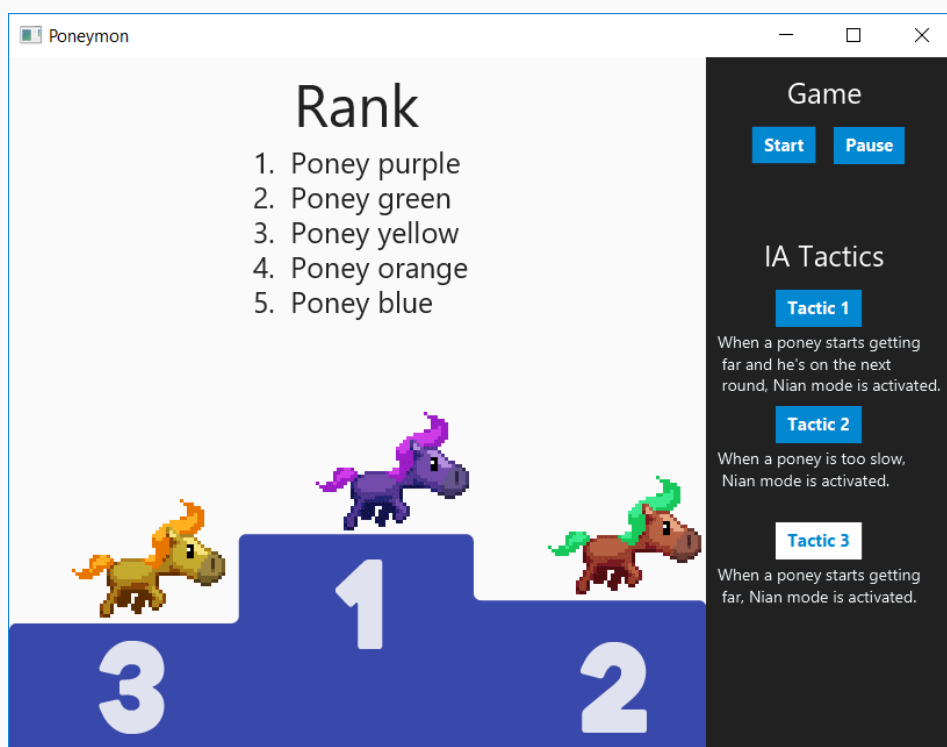 Poneymon
Rank
1. Poney purple
2. Poney green
3. Poney yellow
4. Poney orange
5. Poney blue
3
1
2
Game
Start
Pause
IA Tactics
Tactic 1
When a poney starts getting
far and he's on the next
round, Nian mode is activated.
Tactic 2
When a poney is too slow,
Nian mode is activated.
Tactic 3
When a poney starts getting
far, Nian mode is activated.